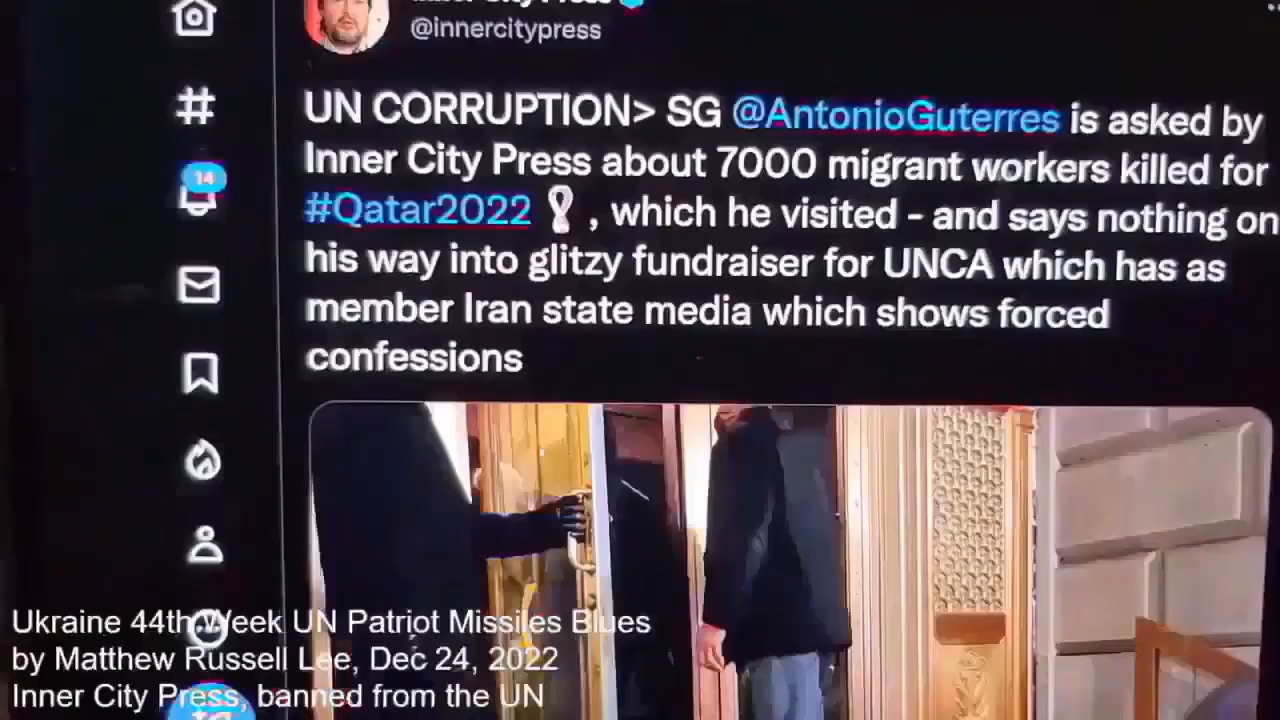 @innercitypress
UN CORRUPTION> SG @AntonioGuterres is asked by
Inner City Press about 7000 migrant workers killed for
#Qatar2022 , which he visited - and says nothing on
his way into glitzy fundraiser for UNCA which has as
member Iran state media which shows forced
confessions
14
Ukraine 44th Week UN Patriot Missiles Blues
by Matthew Russell Lee, Dec 24, 2022
Inner City Press, banned from the UN